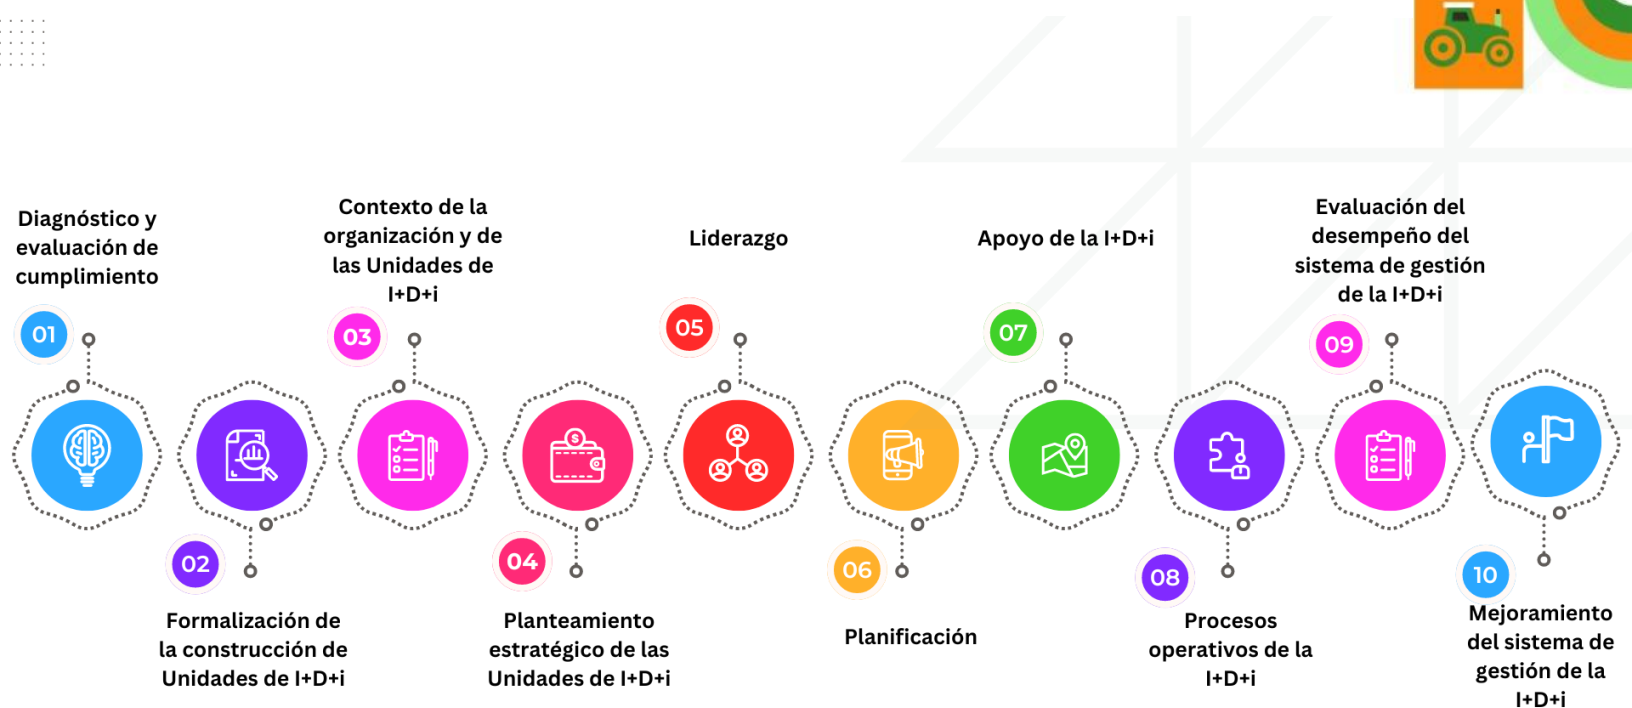 Diagnóstico y
evaluación de
cumplimiento
01
02
Formalización de
la construcción de
Unidades de I+D+i
Contexto de la
organización y de
las Unidades de
I+D+i
03
04
Planteamiento
estratégico de las
Unidades de I+D+i
Liderazgo
05
06
Planificación
Apoyo de la I+D+i
07
08
Procesos
operativos de la
I+D+i
Evaluación del
desempeño del
sistema de gestión
de la I+D+i
09
10
Mejoramiento
del sistema de
gestión de la
I+D+i